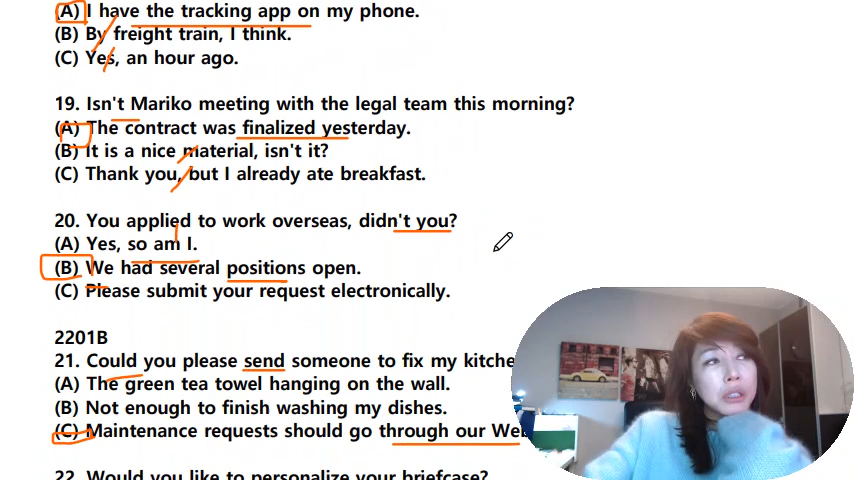 (A) I have the tracking app on my phone.
(B) By freight train, I think.
(C) Yes, an hour ago.
19. Isn't Mariko meeting with the legal team this morning?
(A) The contract was finalized yesterday.
(B) It is a nice material, isn't it?
(C) Thank you, but I already ate breakfast.
20. You applied to work overseas, didn't you?
(A) Yes, so am I.
(B) We had several positions open.
(C) Please submit your request electronically.
2201B
21. Could you please send someone to fix my kitche
(A) The green tea towel hanging on the wall.
(B) Not enough to finish washing my dishes.
(C) Maintenance requests should go through our We
22. Would you like to personalize your briefcase?